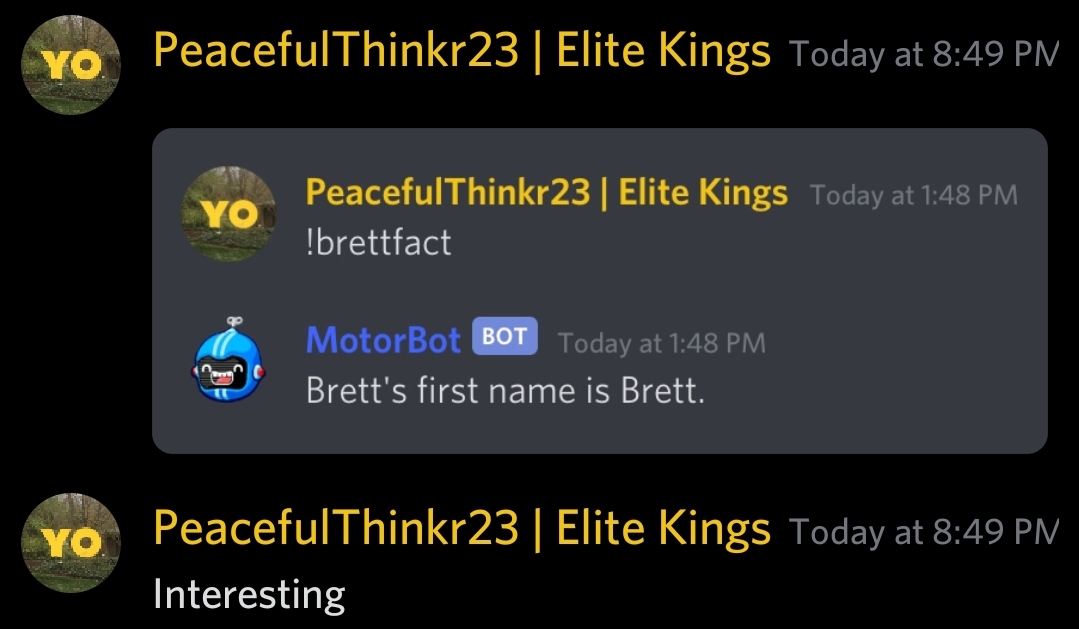 YO
PeacefulThinkr23 | Elite Kings Today at 8:49 PM
YO
PeacefulThinkr23 | Elite Kings Today at 1:48 PM
!brettfact
MotorBot BOT Today at 1:48 PM
Brett's first name is Brett.
YO
PeacefulThinkr23 | Elite Kings Today at 8:49 PM
Interesting